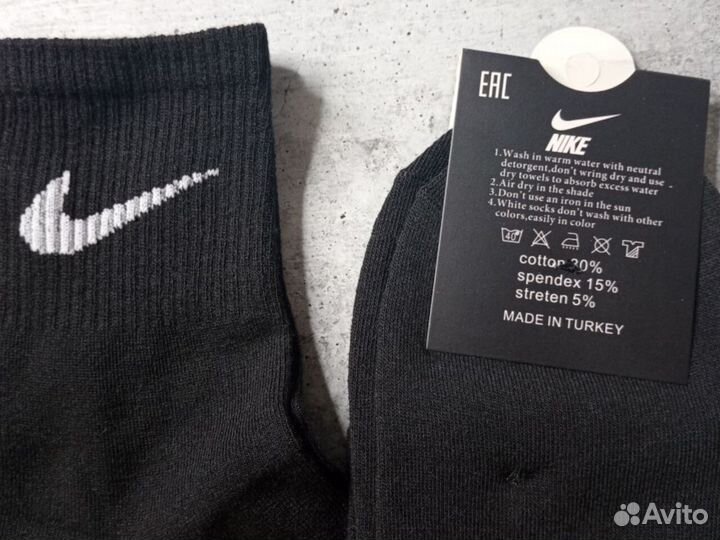 EAC
NIKE
1.Wash in warm water with neutral
detorgent,don't wring dry and use
dry towels to absorb excess water
2.Air dry in the shade
3.Don't use an iron in the sun
4.White socks don't wash with other
colors,easily in color
40
cotton 80%
spendex 15%
streten 5%
MADE IN TURKEY
Avito